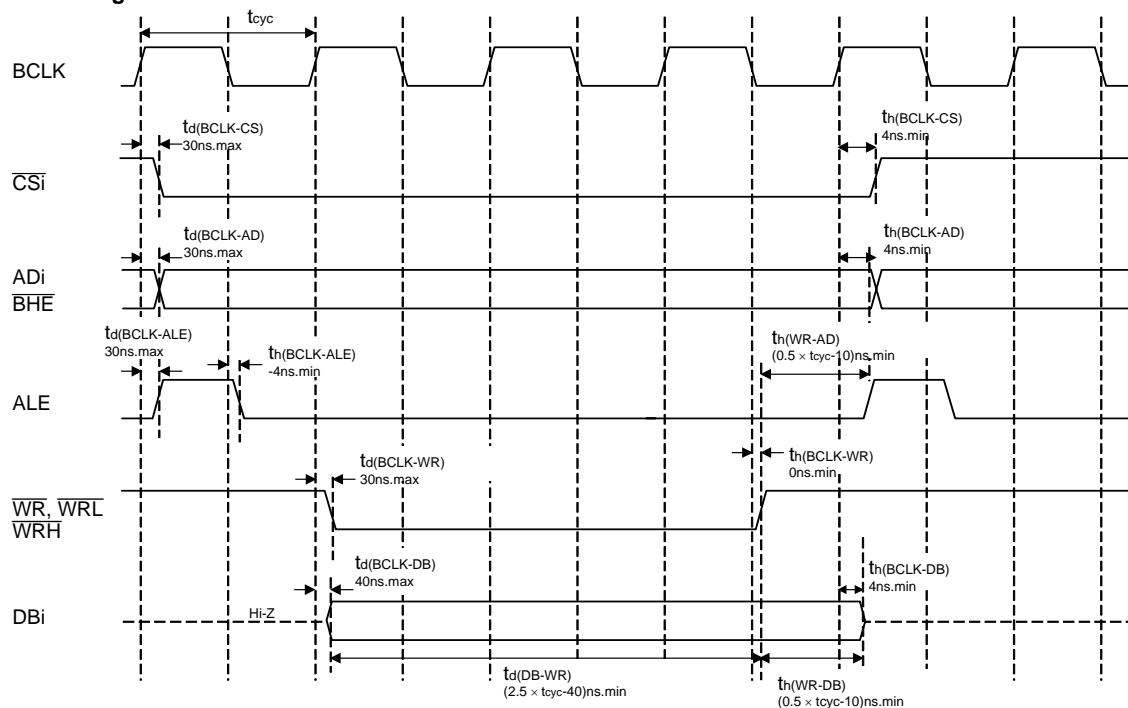 tcyc
BCLK
td(BCLK-CS)
30ns.max
th(BCLK-CS)
4ns.min
CSi
td(BCLK-AD)
30ns.max
th(BCLK-AD)
4ns.min
ADi
BHE
td(BCLK-ALE)
30ns.max
th(BCLK-ALE)
-4ns.min
th(WR-AD)
(0.5 × tcyc-10)ns.min
ALE
td(BCLK-WR)
30ns.max
th(BCLK-WR)
0ns.min
WR, WRL
WRH
td(BCLK-DB)
40ns.max
th(BCLK-DB)
4ns.min
DBi
Hi-Z
td(DB-WR)
(2.5 × tcyc-40)ns.min
th(WR-DB)
(0.5 × tcyc-10)ns.min